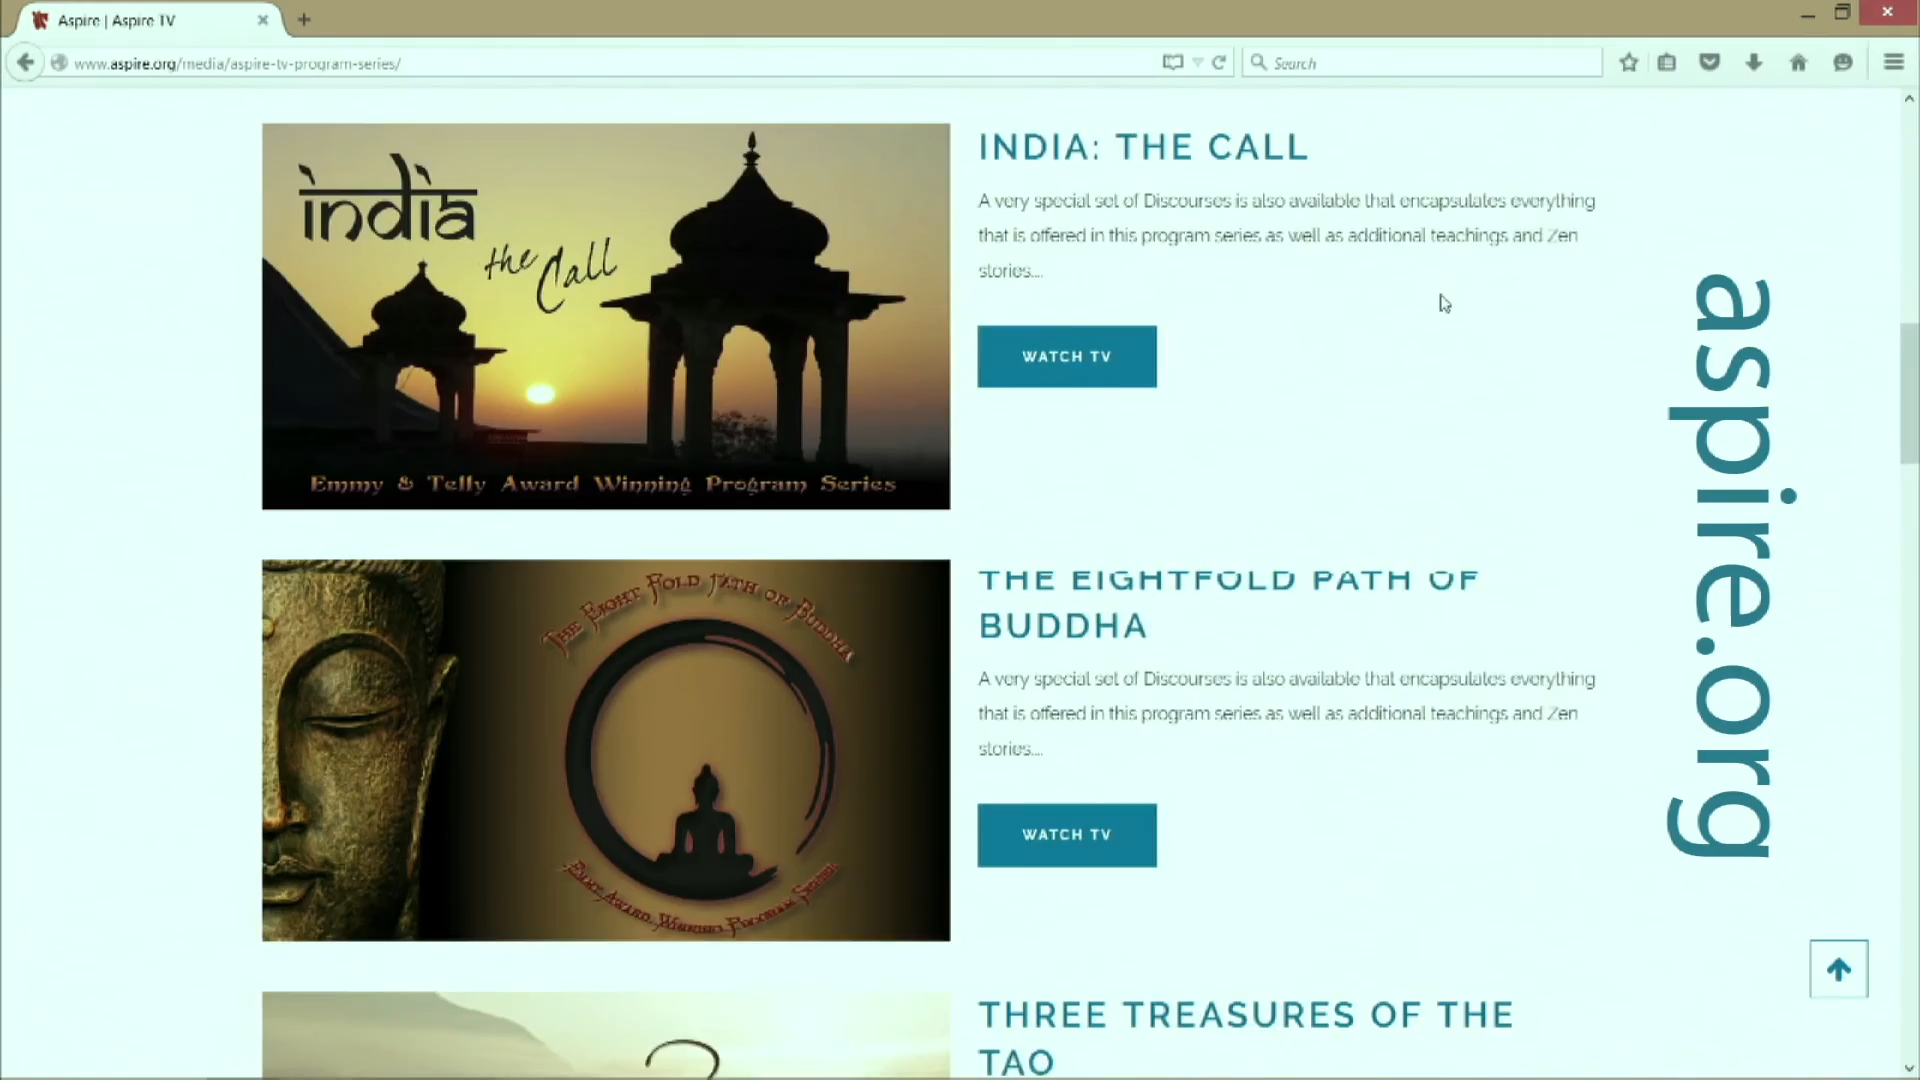 Aspire | Aspire TV
www.aspire.org/media/aspire-tv-program-series/
Search
india
the Call
Emmy & Telly Award Winning Program Series
INDIA: THE CALL
A very special set of Discourses is also available that encapsulates everything
that is offered in this program series as well as additional teachings and Zen
stories....
WATCH TV
The Eight Fold Path of Buddha
Emmy Award Winning Program Series
THE EIGHTFOLD PATH OF
BUDDHA
A very special set of Discourses is also available that encapsulates everything
that is offered in this program series as well as additional teachings and Zen
stories....
WATCH TV
THREE TREASURES OF THE
TAO
aspire.org